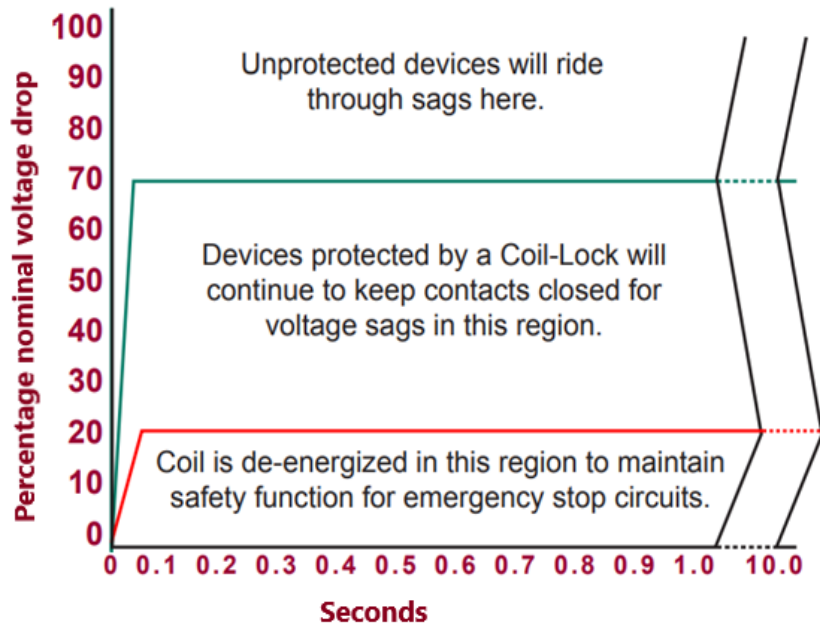 Percentage nominal voltage drop
100
90
80
70
60
50
40
30
20
10
0
Unprotected devices will ride
through sags here.
Devices protected by a Coil-Lock will
continue to keep contacts closed for
voltage sags in this region.
Coil is de-energized in this region to maintain
safety function for emergency stop circuits.
0 0.1 0.2 0.3 0.4 0.5 0.6 0.7 0.8 0.9 1.0 10.0
Seconds